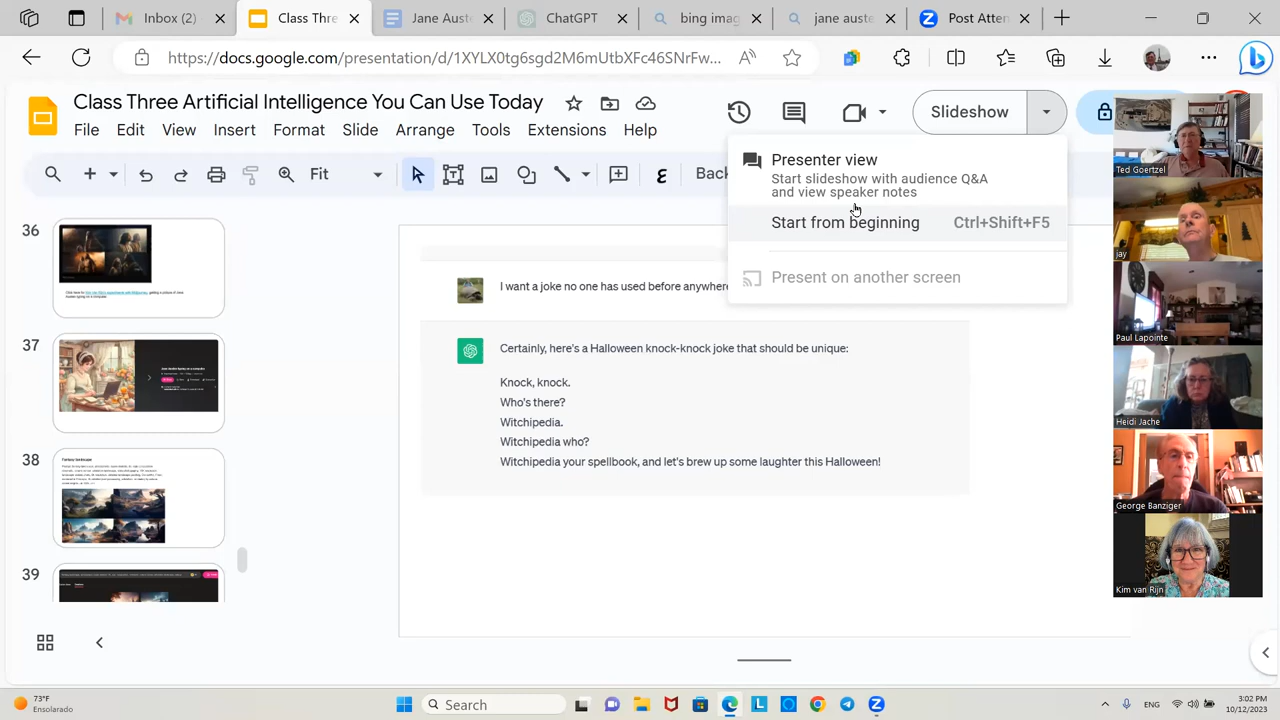 Inbox (2)
Class Three
Jane Aust
ChatGPT
bing imag
jane auste
Post Atten
https://docs.google.com/presentation/d/1XYLX0tg6sgd2MI6mUtbXFc46SNrFw...
Class Three Artificial Intelligence You Can Use Today
File Edit View Insert Format Slide Arrange Tools Extensions Help
Slideshow
Fit
Back
Presenter view
Start slideshow with audience Q&A
and view speaker notes
Start from beginning Ctrl+Shift+F5
Present on another screen
36
37
38
Fantasy landscape
39
I want a joke no one has used before anywhere
Certainly, here's a Halloween knock-knock joke that should be unique:
Knock, knock.
Who's there?
Witchipedia.
Witchipedia who?
Witchipedia your spellbook, and let's brew up some laughter this Halloween!
Ted Goertzel
jay
Paul Lapointe
Heidi Jache
George Banziger
Kim van Rijn
73°F
Ensolarado
Search
ENG
3:02 PM
10/12/2023